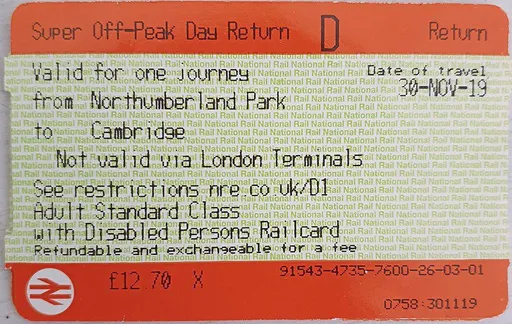 Super Off-Peak Day Return D Return
Valid for one journey Date of travel
from Northumberland Park 30-NOV-19
to Cambridge
Not valid via London Terminals
See restrictions nre.co.uk/D1
Adult Standard Class
with Disabled Persons Railcard
Refundable and exchangeable for a fee
£12.70 X 91543-4735-7600-26-03-01
0758:301119